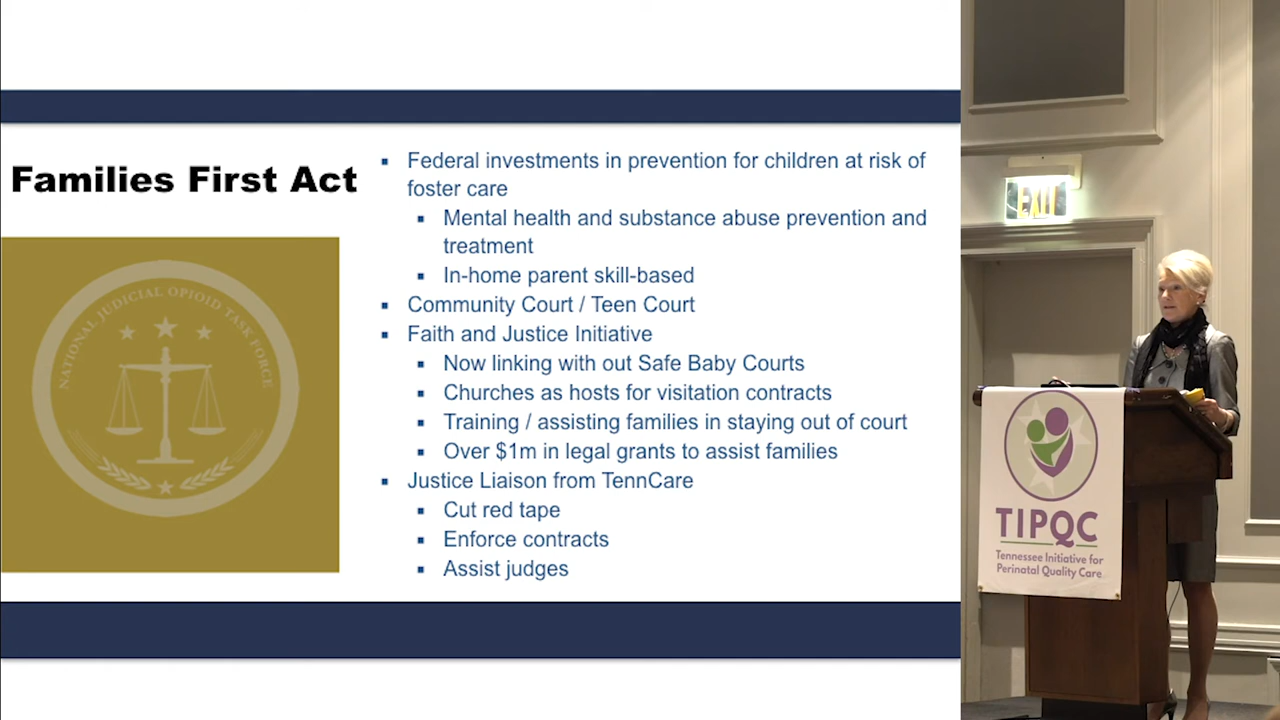 Families First Act
NATIONAL JUDICIAL OPIOID TASK FORCE
▪ Federal investments in prevention for children at risk of
foster care
▪ Mental health and substance abuse prevention and
treatment
▪ In-home parent skill-based
▪ Community Court / Teen Court
▪ Faith and Justice Initiative
▪ Now linking with out Safe Baby Courts
▪ Churches as hosts for visitation contracts
▪ Training / assisting families in staying out of court
▪ Over $1m in legal grants to assist families
▪ Justice Liaison from TennCare
▪ Cut red tape
▪ Enforce contracts
▪ Assist judges
EXIT
TIPQC
Tennessee Initiative for
Perinatal Quality Care